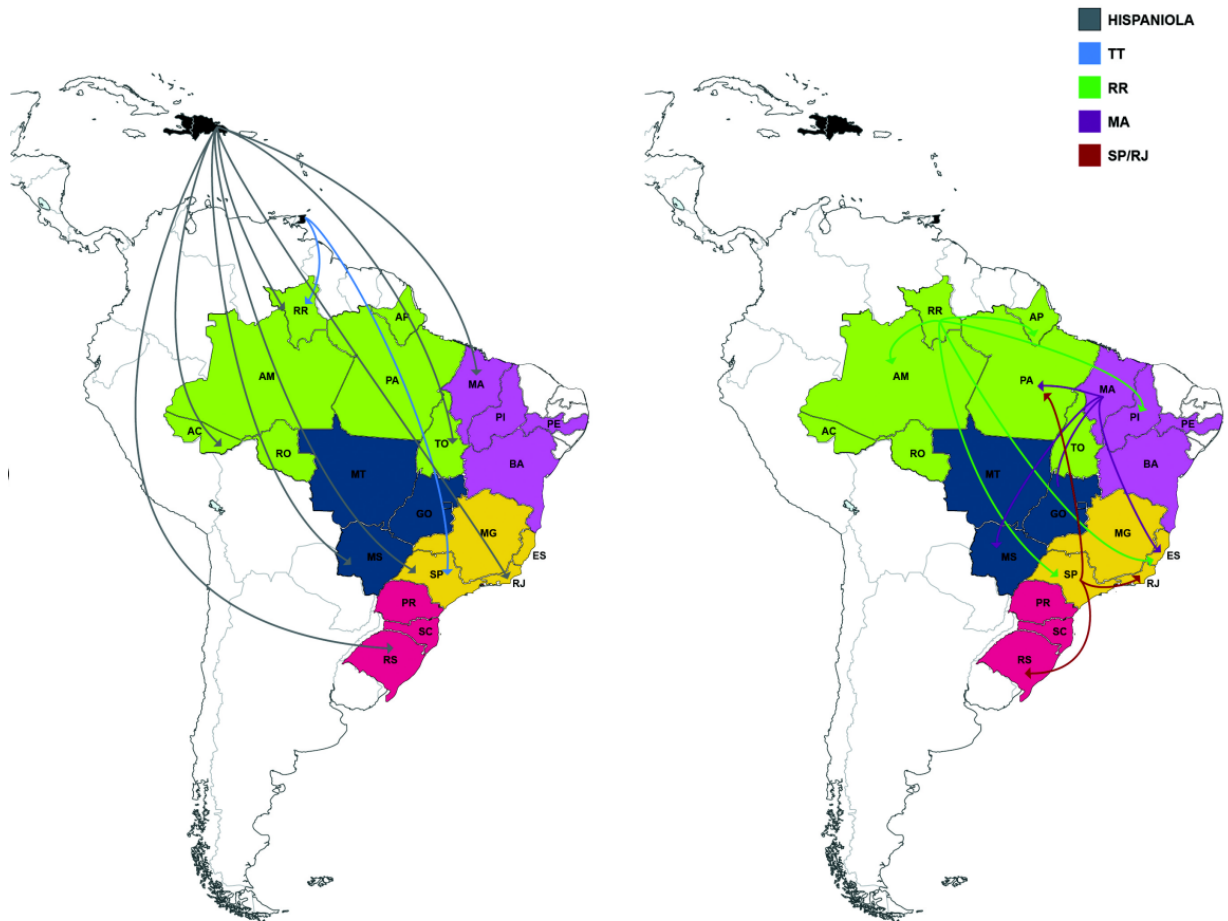 HISPANIOLA
TT
RR
MA
SP/RJ
RR
AP
AM
PA
MA
PI
PE
AC
RO
TO
BA
MT
GO
MG
MS
ES
SP
RJ
PR
SC
RS
RR
AP
AM
PA
MA
PI
PE
AC
RO
TO
BA
MT
GO
MG
MS
ES
SP
RJ
PR
SC
RS